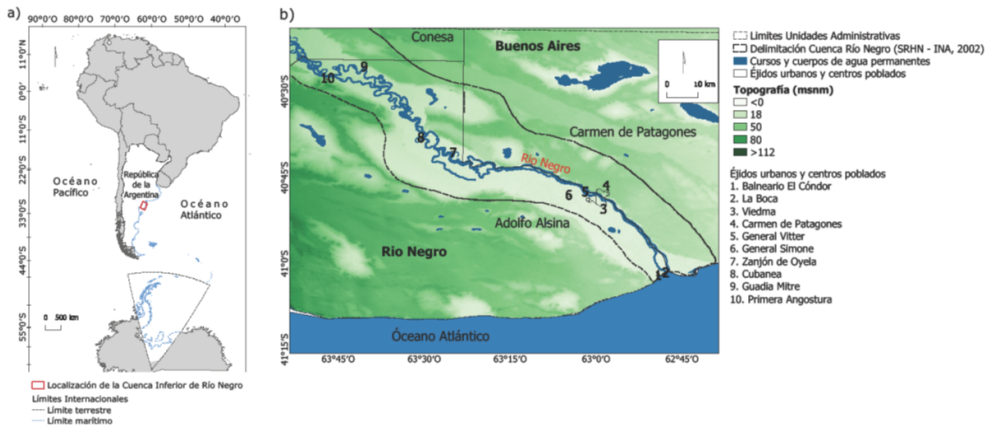 a)
90°0'O 80°0'O 70°0'O 60°0'O 50°0'O 40°0'O
11°0'N
0°0'
11°0'S
22°0'S
33°0'S
44°0'S
55°0'S
Océano
Pacífico
República
de la
Argentina
Océano
Atlántico
0 500 km
Localización de la Cuenca Inferior de Río Negro
Límites Internacionales
Límite terrestre
Límite marítimo
b)
Conesa
Buenos Aires
0 10 km
Carmen de Patagones
Río Negro
Adolfo Alsina
Rio Negro
Óceano Atlántico
10
9
8
7
6
5
4
3
1
2
40°30'S
40°45'S
41°0'S
41°15'S
63°45'O 63°30'O 63°15'O 63°0'O 62°45'O
Limites Unidades Administrativas
Delimitación Cuenca Río Negro (SRHN - INA, 2002)
Cursos y cuerpos de agua permanentes
Éjidos urbanos y centros poblados
Topografía (msnm)
<0
18
50
80
>112
Éjidos urbanos y centros poblados
1. Balneario El Cóndor
2. La Boca
3. Viedma
4. Carmen de Patagones
5. General Vitter
6. General Simone
7. Zanjón de Oyela
8. Cubanea
9. Guadia Mitre
10. Primera Angostura